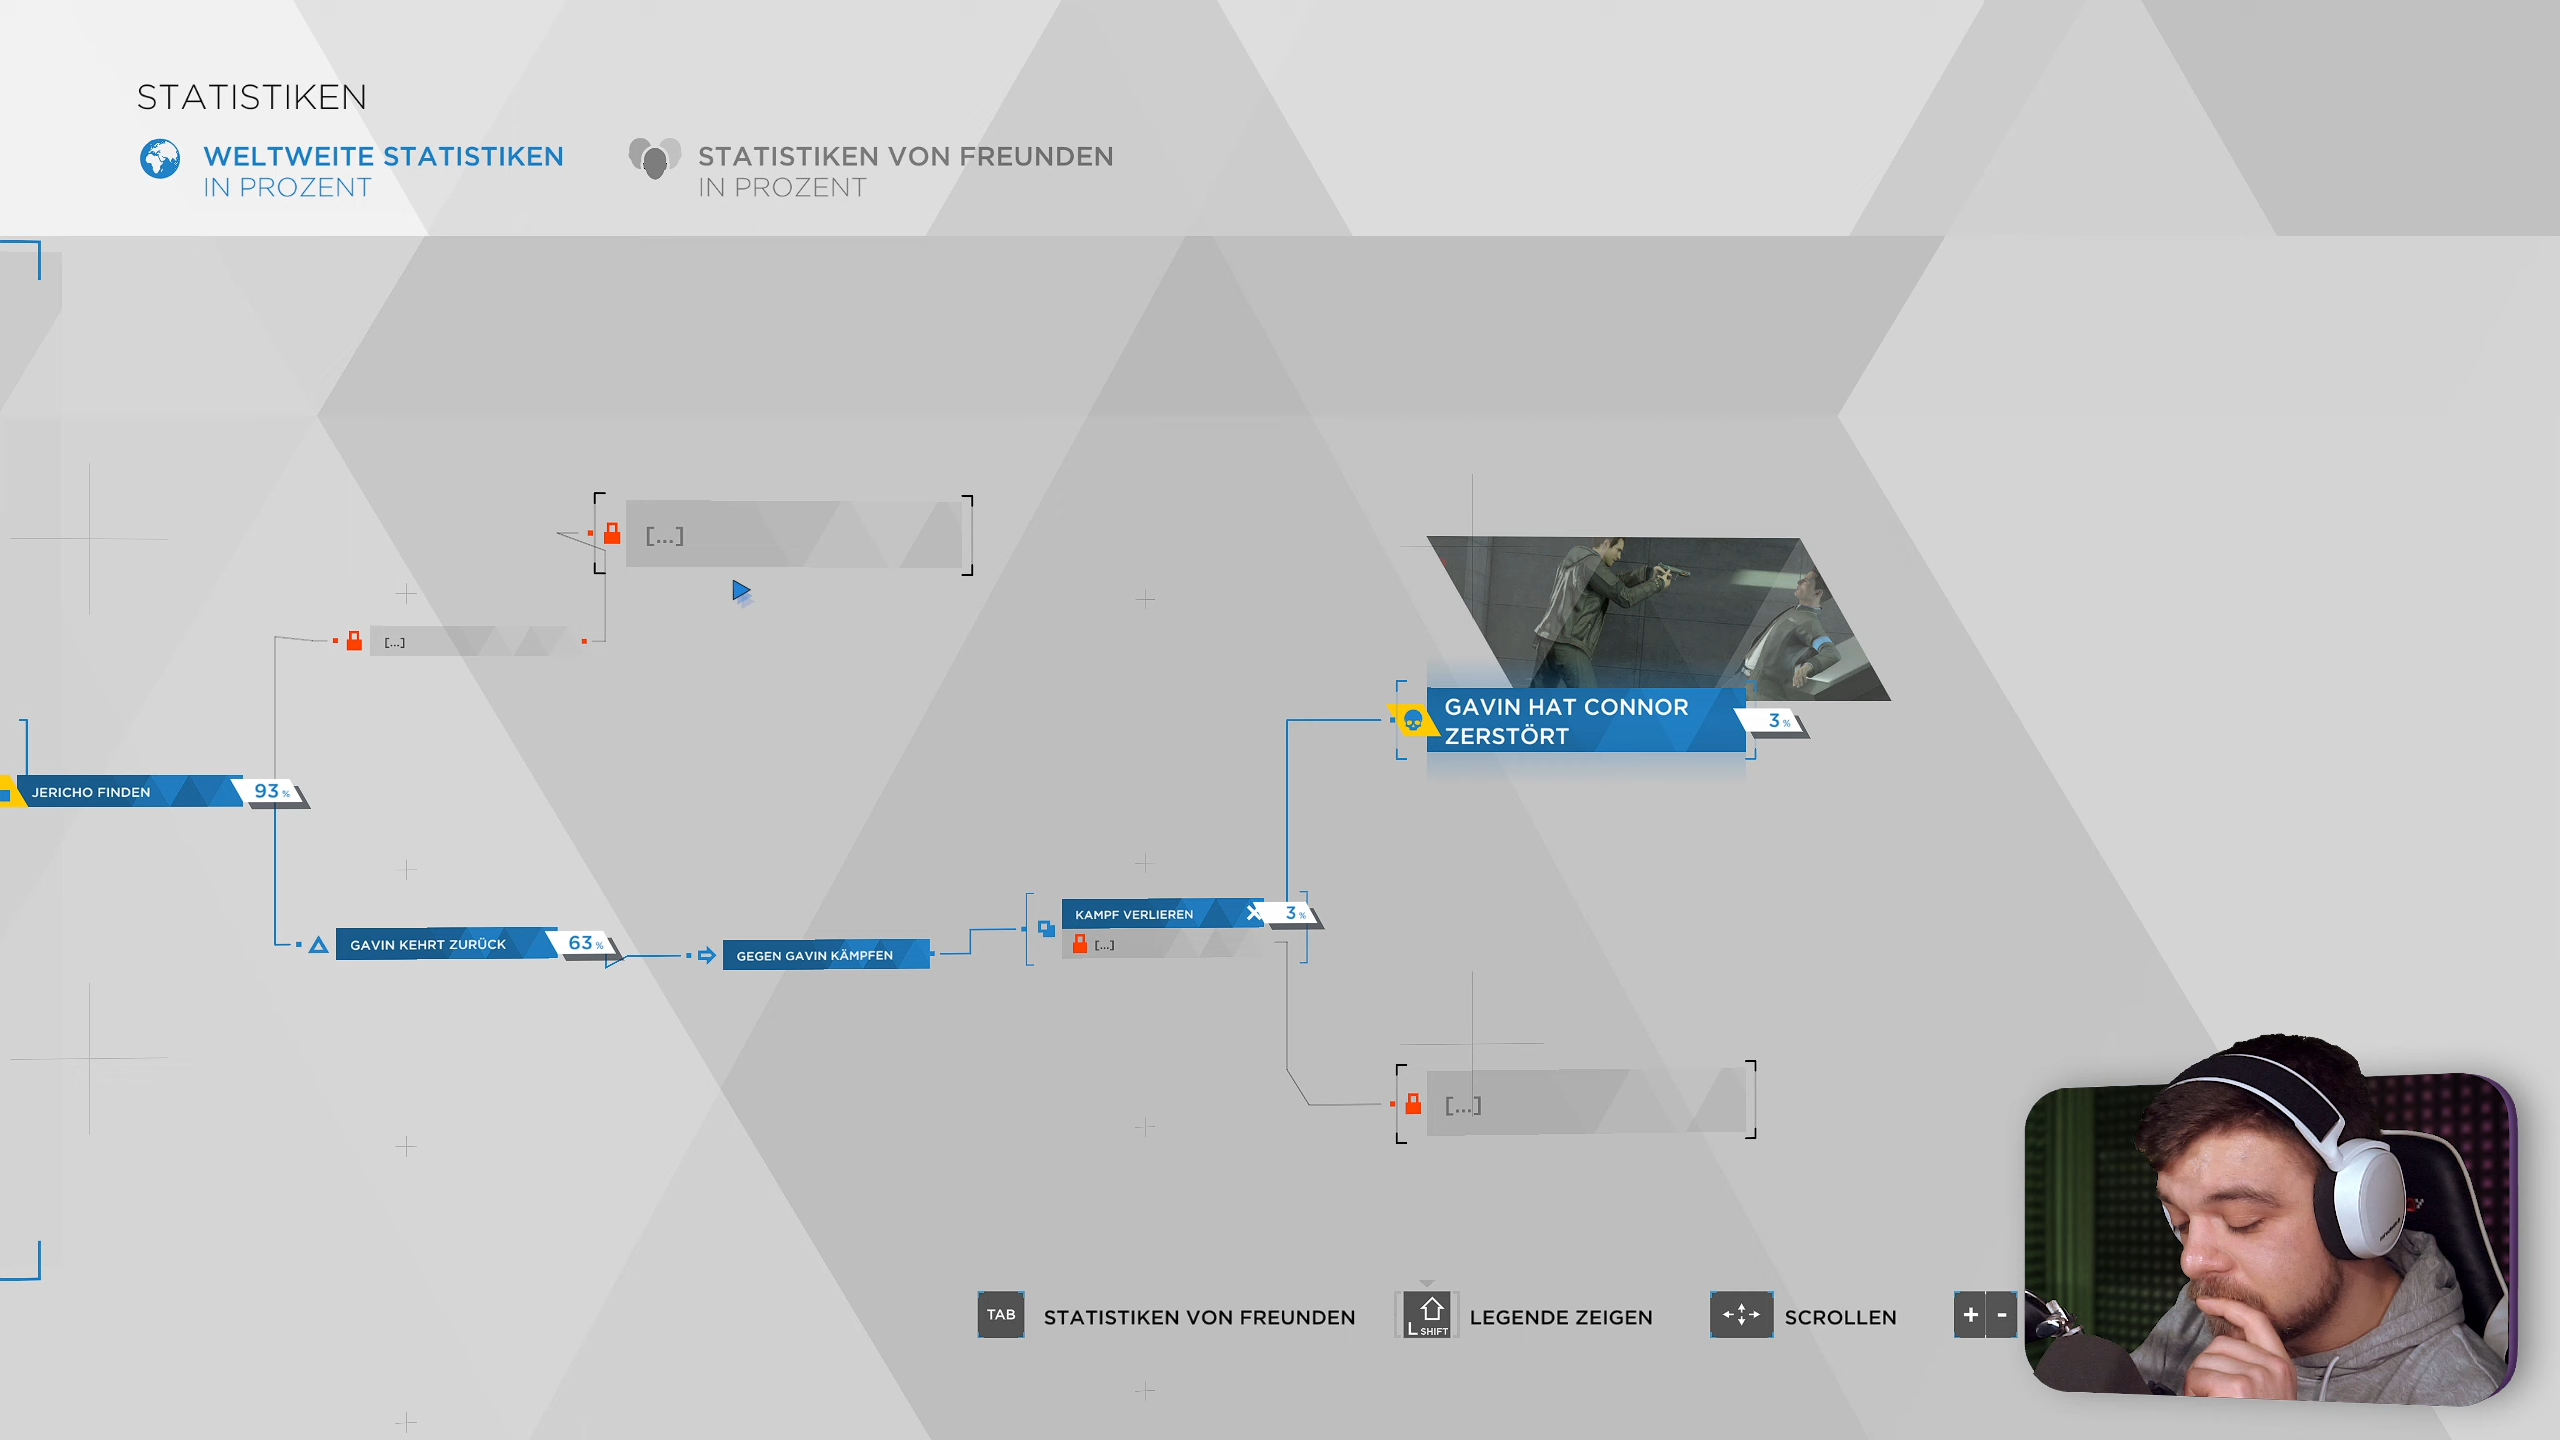 STATISTIKEN
WELTWEITE STATISTIKEN
IN PROZENT
STATISTIKEN VON FREUNDEN
IN PROZENT
[...]
[...]
GAVIN HAT CONNOR
ZERSTÖRT
3 %
JERICHO FINDEN
93 %
KAMPF VERLIEREN
3 %
[...]
GAVIN KEHRT ZURÜCK
63 %
GEGEN GAVIN KÄMPFEN
[...]
TAB
STATISTIKEN VON FREUNDEN
L SHIFT
LEGENDE ZEIGEN
SCROLLEN
+ -